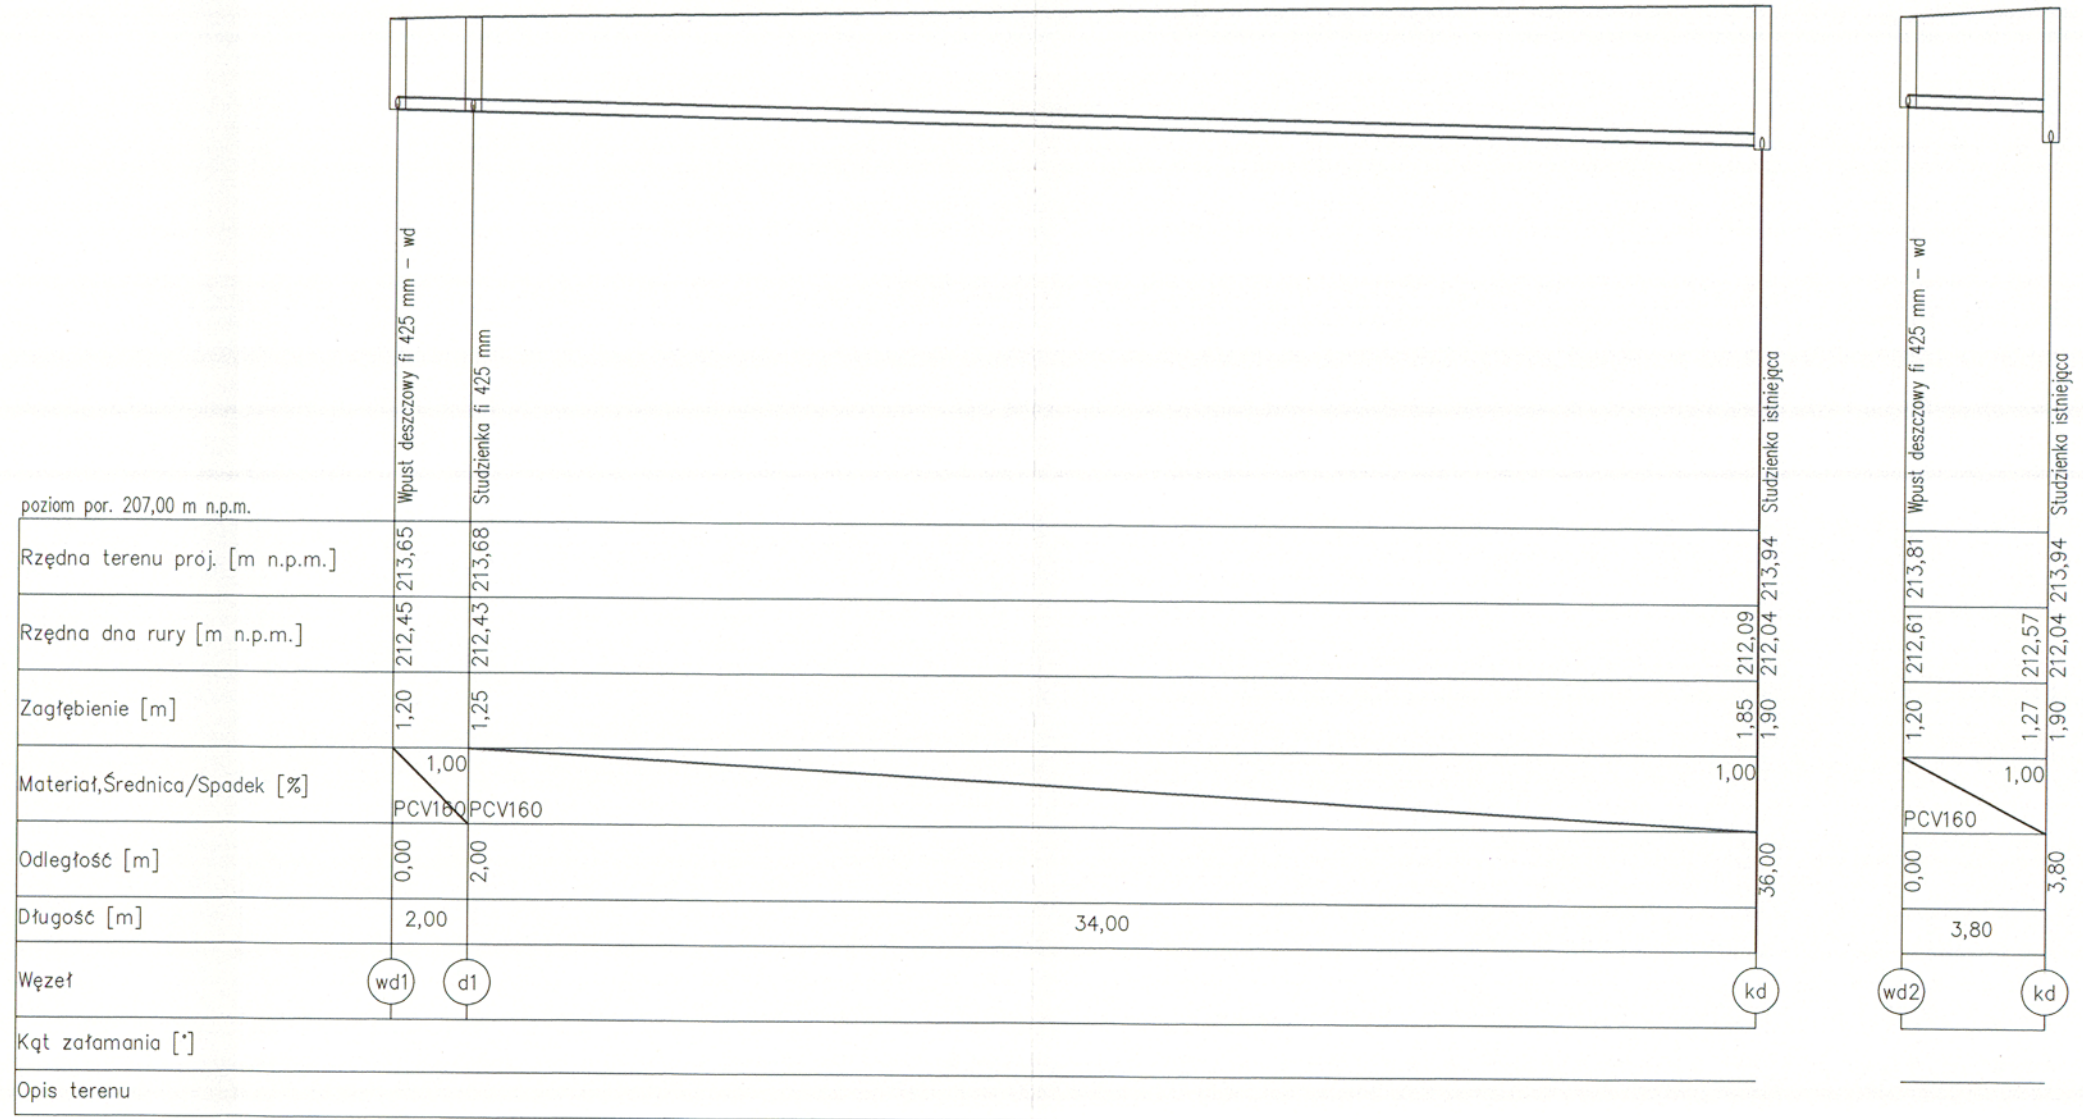 Wpust deszczowy fi 425 mm – wd
Studzienka fi 425 mm
Studzienka istniejąca
Wpust deszczowy fi 425 mm – wd
Studzienka istniejąca
poziom por. 207,00 m n.p.m.
Rzędna terenu proj. [m n.p.m.] 213,65 213,68 213,94 213,81 213,94
Rzędna dna rury [m n.p.m.] 212,45 212,43 212,09 212,04 212,61 212,57 212,04
Zagłębienie [m] 1,20 1,25 1,85 1,90 1,20 1,27 1,90
Materiał,Średnica/Spadek [%] 1,00 1,00 1,00
PCV160 PCV160 PCV160
Odległość [m] 0,00 2,00 36,00 0,00 3,80
Długość [m] 2,00 34,00 3,80
Węzeł wd1 d1 kd wd2 kd
Kąt załamania [°]
Opis terenu